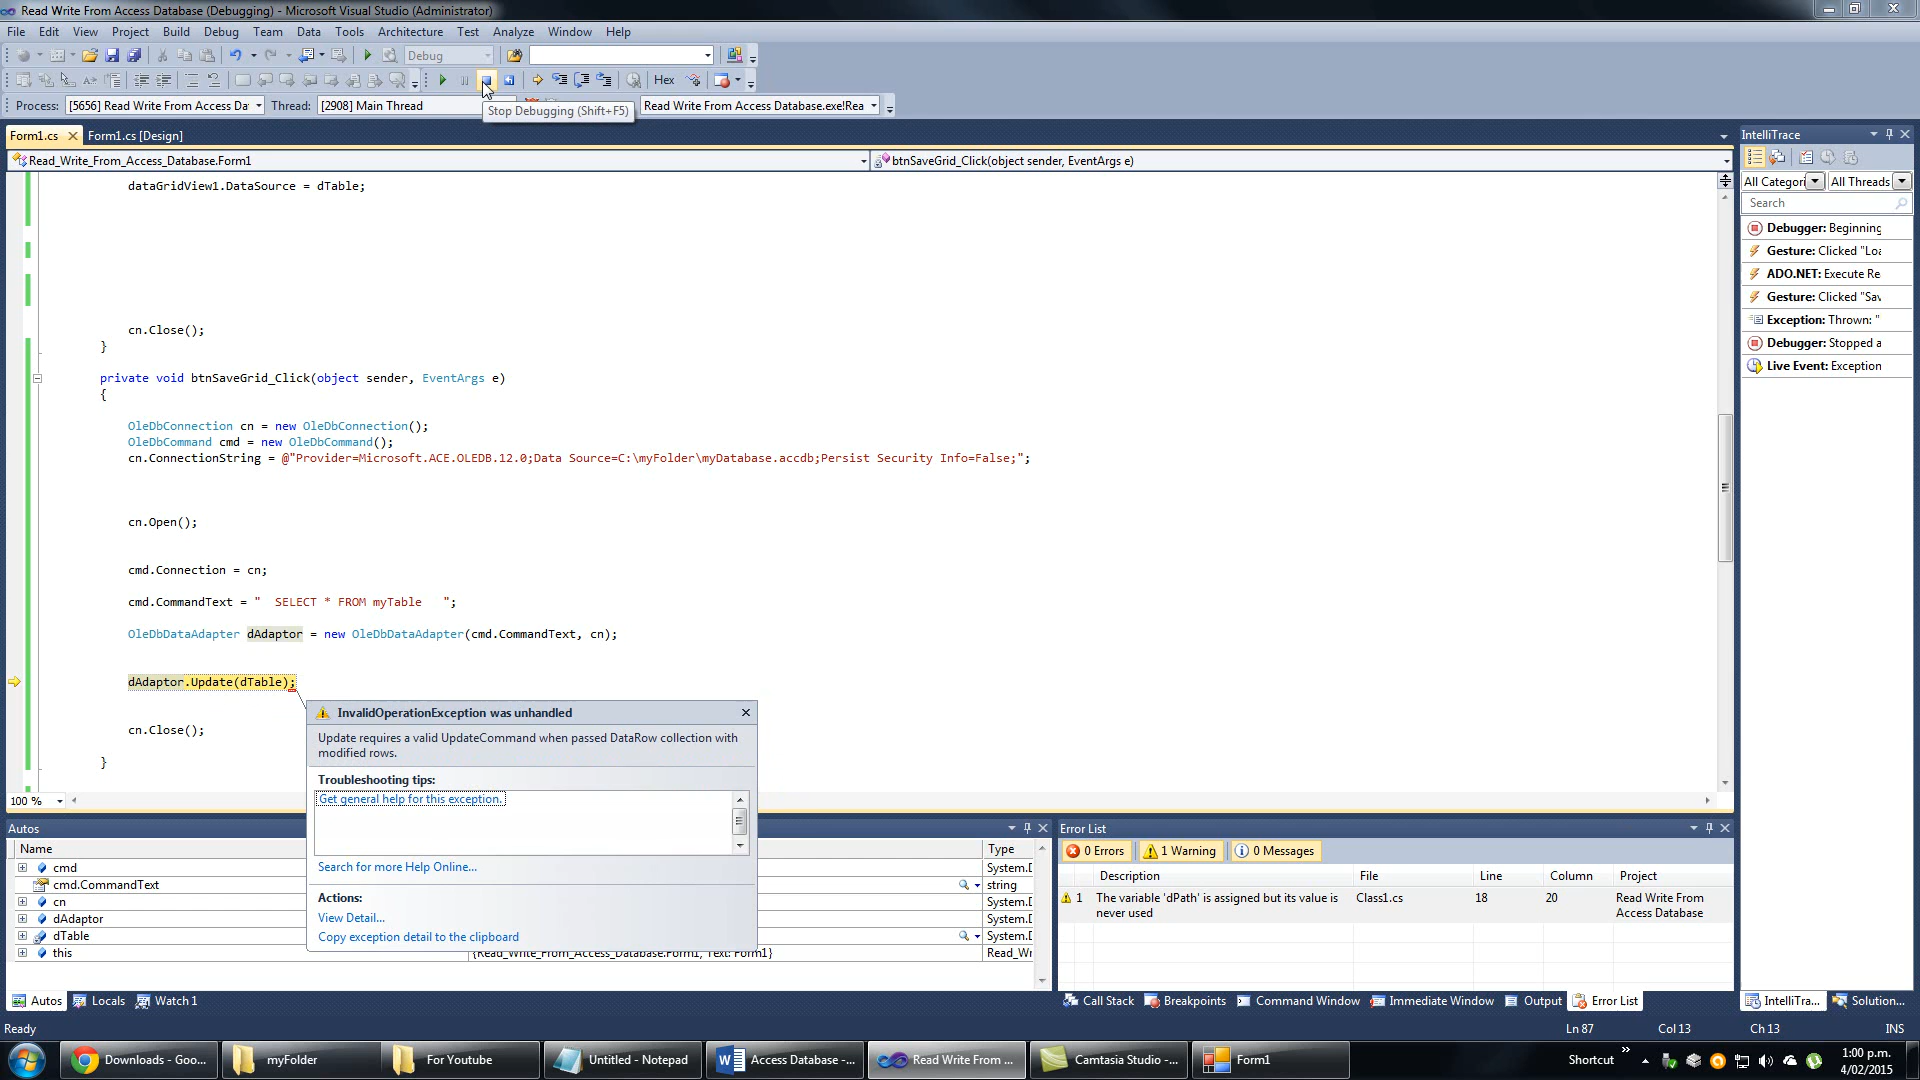 Read Write From Access Database (Debugging) - Microsoft Visual Studio (Administrator)
File Edit View Project Build Debug Team Data Tools Architecture Test Analyze Window Help
Debug
Hex
Process: [5656] Read Write From Access Da Thread: [2908] Main Thread Read Write From Access Database.exe!Rea
Stop Debugging (Shift+F5)
Form1.cs Form1.cs [Design]
Read_Write_From_Access_Database.Form1 btnSaveGrid_Click(object sender, EventArgs e)
dataGridView1.DataSource = dTable;
cn.Close();
}
private void btnSaveGrid_Click(object sender, EventArgs e)
{
OleDbConnection cn = new OleDbConnection();
OleDbCommand cmd = new OleDbCommand();
cn.ConnectionString = @"Provider=Microsoft.ACE.OLEDB.12.0;Data Source=C:\myFolder\myDatabase.accdb;Persist Security Info=False;";
cn.Open();
cmd.Connection = cn;
cmd.CommandText = "  SELECT * FROM myTable   ";
OleDbDataAdapter dAdaptor = new OleDbDataAdapter(cmd.CommandText, cn);
dAdaptor.Update(dTable);
cn.Close();
}
100 %
InvalidOperationException was unhandled
Update requires a valid UpdateCommand when passed DataRow collection with
modified rows.
Troubleshooting tips:
Get general help for this exception.
Search for more Help Online...
Actions:
View Detail...
Copy exception detail to the clipboard
IntelliTrace
All Categori All Threads
Search
Debugger: Beginning
Gesture: Clicked "Loa
ADO.NET: Execute Re
Gesture: Clicked "Sav
Exception: Thrown: "
Debugger: Stopped a
Live Event: Exception
Autos
Name Type
cmd System.D
cmd.CommandText string
cn System.D
dAdaptor System.D
dTable System.D
this {Read_Write_From_Access_Database.Form1, Text: Form1} Read_Wr
Autos Locals Watch 1
Error List
0 Errors 1 Warning 0 Messages
Description File Line Column Project
1 The variable 'dPath' is assigned but its value is never used Class1.cs 18 20 Read Write From Access Database
Call Stack Breakpoints Command Window Immediate Window Output Error List
IntelliTra... Solution...
Ready Ln 87 Col 13 Ch 13 INS
Downloads - Goo... myFolder For Youtube Untitled - Notepad Access Database -... Read Write From ... Camtasia Studio -... Form1
Shortcut »
1:00 p.m.
4/02/2015